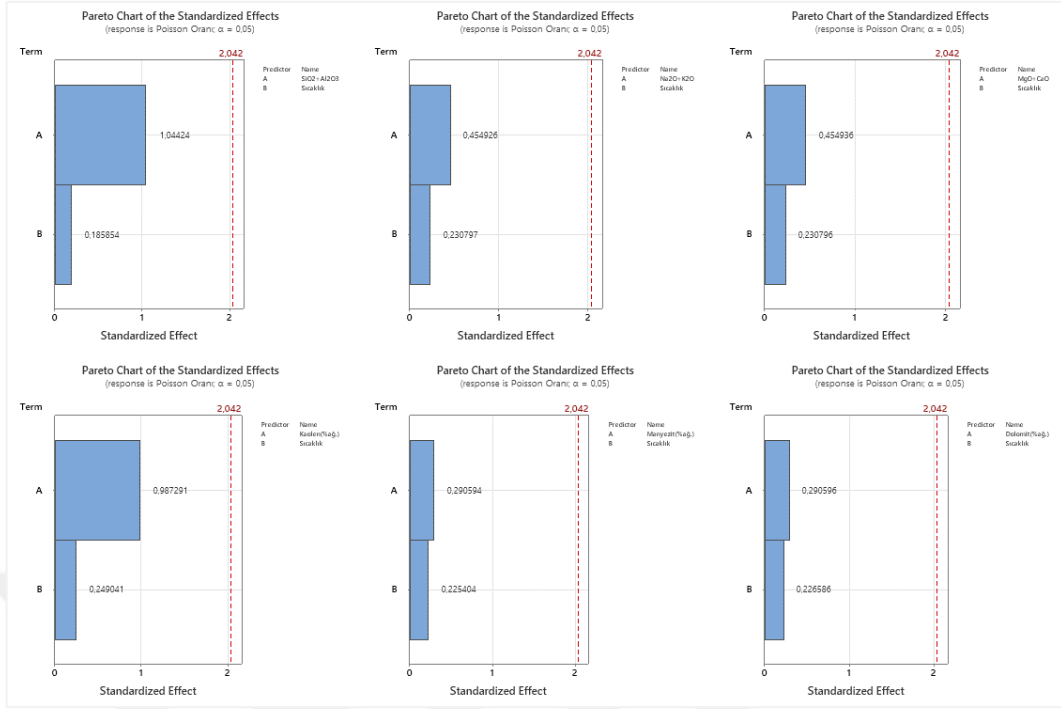 Pareto Chart of the Standardized Effects
(response is Poisson Oranı; α = 0,05)
Term
2,042
Predictor Name
A SiO2+Al2O3
B Sıcaklık
A
1,04424
B
0,185854
0 1 2
Standardized Effect
Pareto Chart of the Standardized Effects
(response is Poisson Oranı; α = 0,05)
Term
2,042
Predictor Name
A Na2O+K2O
B Sıcaklık
A
0,454926
B
0,230797
0 1 2
Standardized Effect
Pareto Chart of the Standardized Effects
(response is Poisson Oranı; α = 0,05)
Term
2,042
Predictor Name
A MgO+CaO
B Sıcaklık
A
0,454936
B
0,230796
0 1 2
Standardized Effect
Pareto Chart of the Standardized Effects
(response is Poisson Oranı; α = 0,05)
Term
2,042
Predictor Name
A Kaolen(%ağ.)
B Sıcaklık
A
0,987291
B
0,249041
0 1 2
Standardized Effect
Pareto Chart of the Standardized Effects
(response is Poisson Oranı; α = 0,05)
Term
2,042
Predictor Name
A Manyezit(%ağ.)
B Sıcaklık
A
0,290594
B
0,225404
0 1 2
Standardized Effect
Pareto Chart of the Standardized Effects
(response is Poisson Oranı; α = 0,05)
Term
2,042
Predictor Name
A Dolomit(%ağ.)
B Sıcaklık
A
0,290596
B
0,226586
0 1 2
Standardized Effect